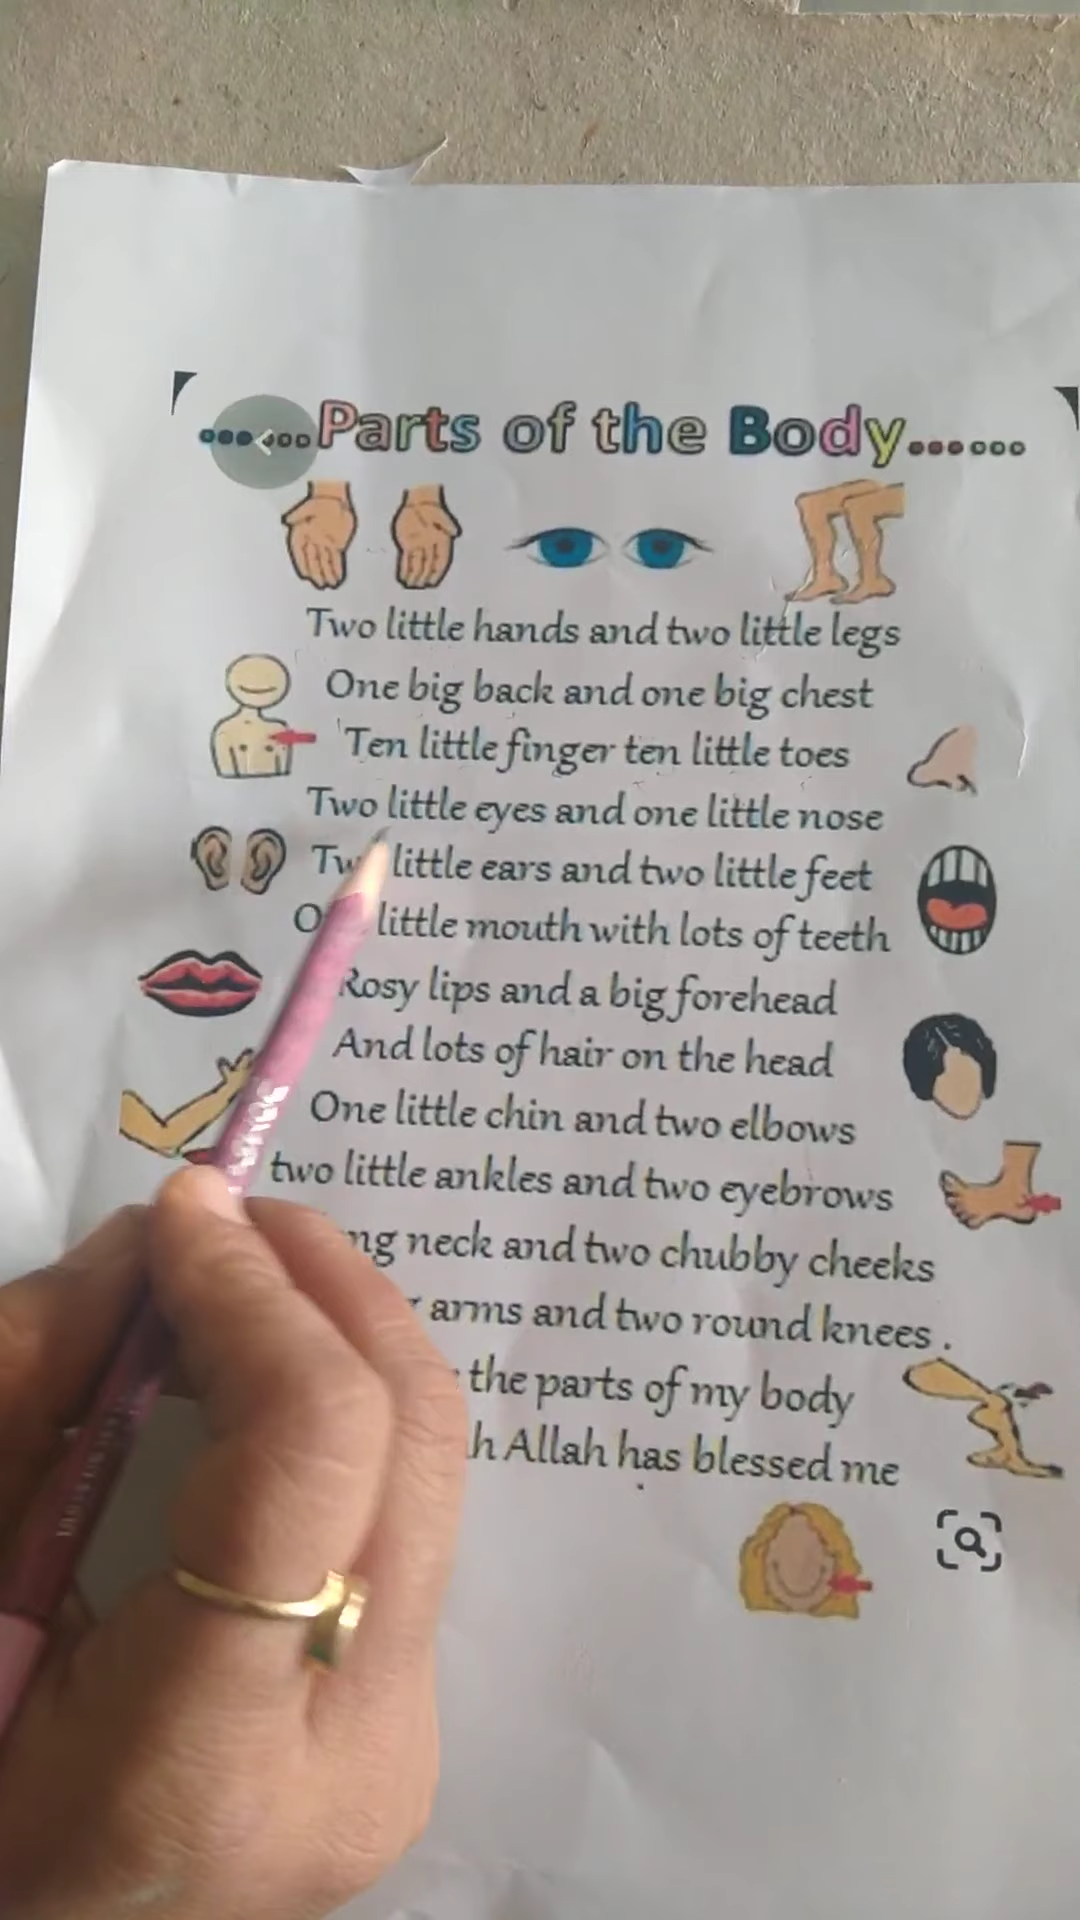 ......Parts of the Body......
Two little hands and two little legs
One big back and one big chest
Ten little finger ten little toes
Two little eyes and one little nose
little ears and two little feet
little mouth with lots of teeth
Rosy lips and a big forehead
And lots of hair on the head
One little chin and two elbows
two little ankles and two eyebrows
neck and two chubby cheeks
arms and two round knees .
the parts of my body
Allah has blessed me